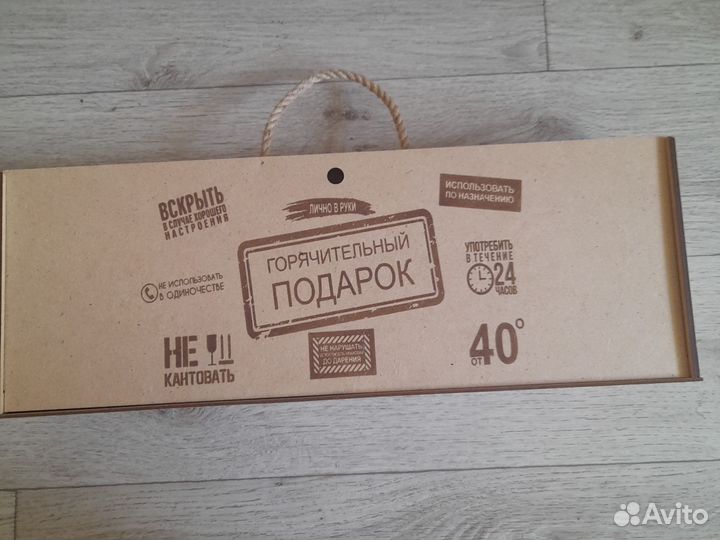 ВСКРЫТЬ
В СЛУЧАЕ ХОРОШЕГО
НАСТРОЕНИЯ
ЛИЧНО В РУКИ
ИСПОЛЬЗОВАТЬ
ПО НАЗНАЧЕНИЮ
ГОРЯЧИТЕЛЬНЫЙ
ПОДАРОК
УПОТРЕБИТЬ
В ТЕЧЕНИЕ
24
ЧАСОВ
НЕ ИСПОЛЬЗОВАТЬ
В ОДИНОЧЕСТВЕ
НЕ
КАНТОВАТЬ
НЕ НАРУШАТЬ
ДО ДАРЕНИЯ
ОТ 40°
Avito